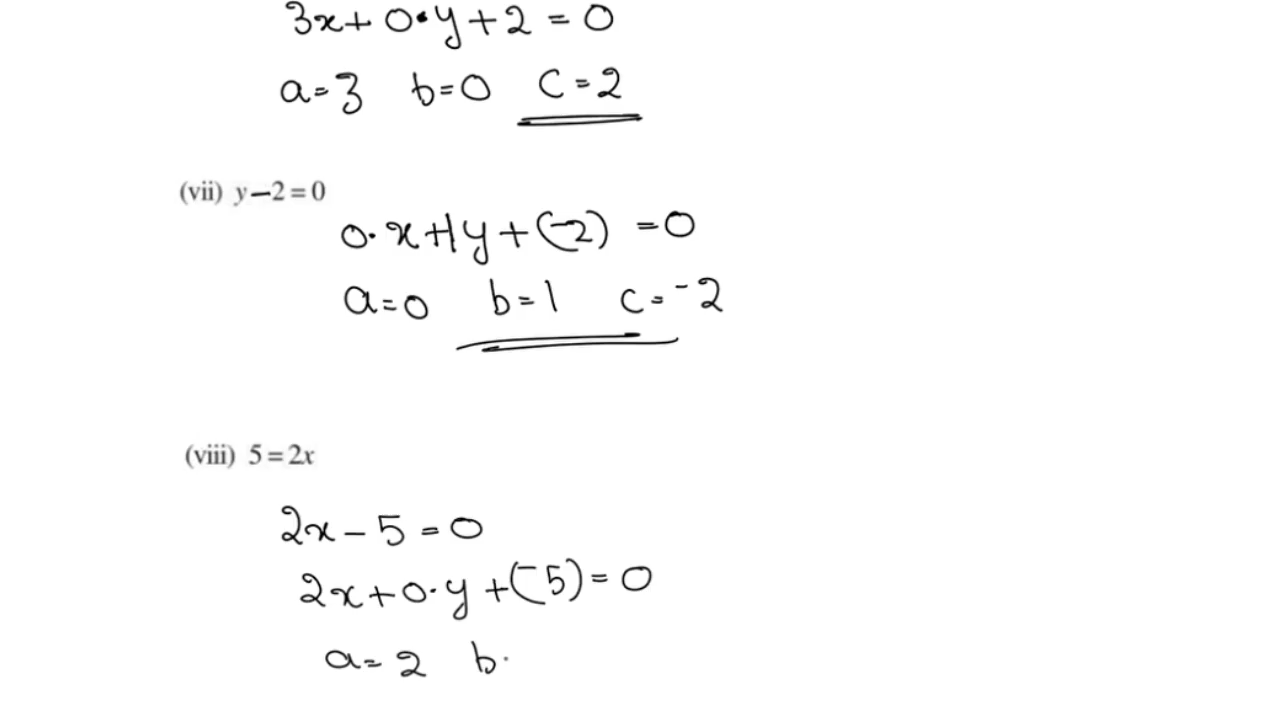 3x + 0·y + 2 = 0
a = 3 b = 0 c = 2
(vii) y – 2 = 0
0·x + 1y + (-2) = 0
a = 0 b = 1 c = -2
(viii) 5 = 2x
2x – 5 = 0
2x + 0·y + (-5) = 0
a = 2 b